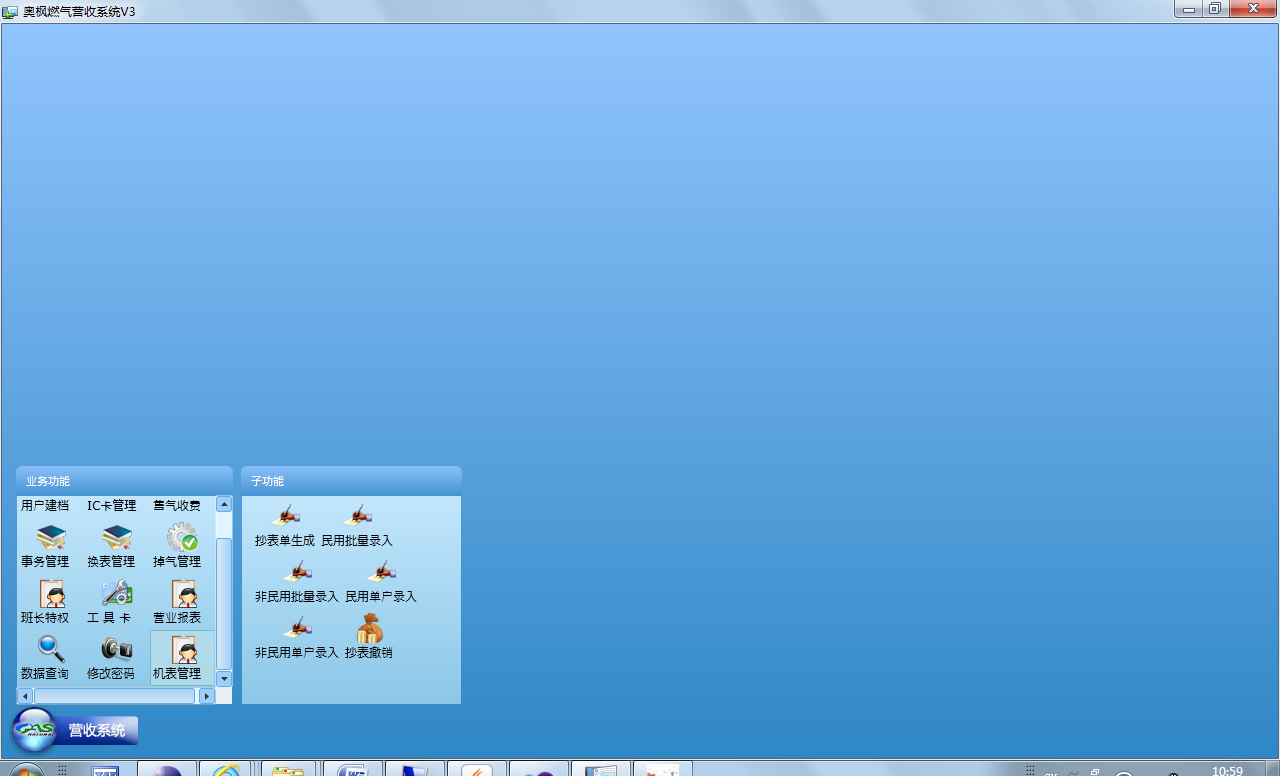 奥枫燃气营收系统V3
业务功能
用户建档 IC卡管理 售气收费
事务管理 换表管理 掉气管理
班长特权 工 具 卡 营业报表
数据查询 修改密码 机表管理
子功能
抄表单生成 民用批量录入
非民用批量录入 民用单户录入
非民用单户录入 抄表撤销
GAS
营收系统
10:59